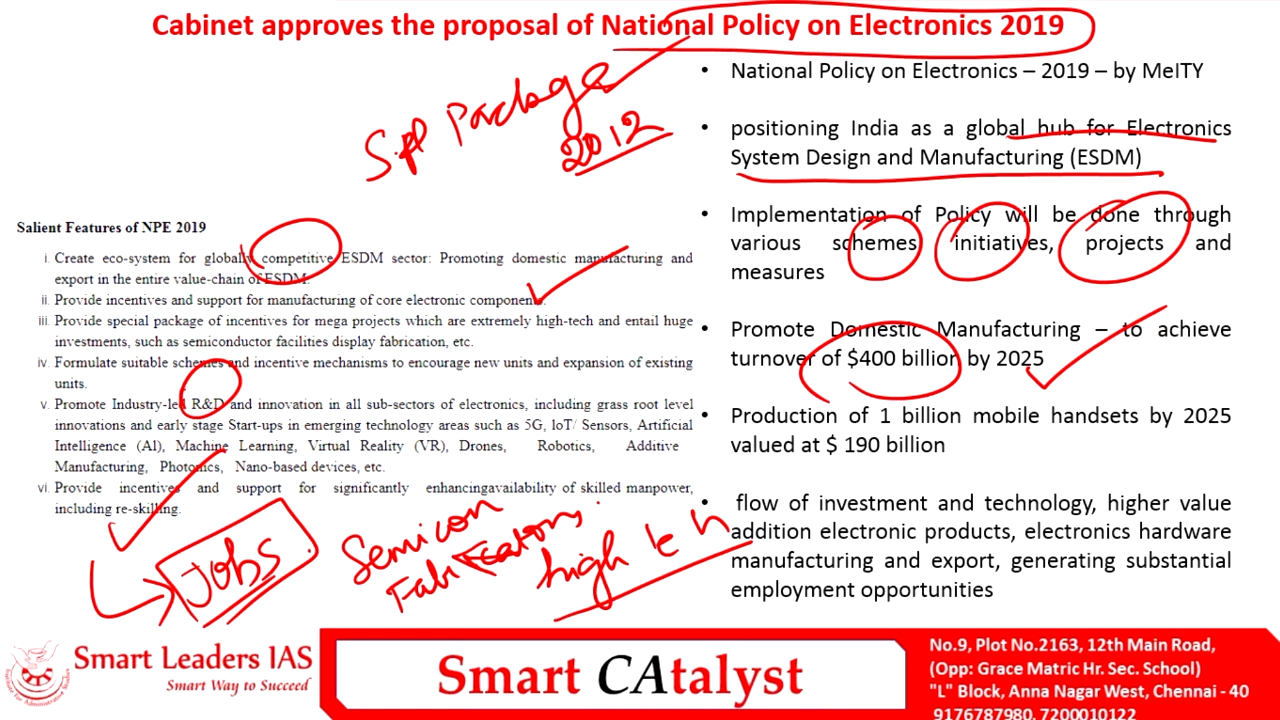 Cabinet approves the proposal of National Policy on Electronics 2019
Spl Package
2012
Salient Features of NPE 2019
i. Create eco-system for globally competitive ESDM sector: Promoting domestic manufacturing and
export in the entire value-chain of ESDM.
ii. Provide incentives and support for manufacturing of core electronic components.
iii. Provide special package of incentives for mega projects which are extremely high-tech and entail huge
investments, such as semiconductor facilities display fabrication, etc.
iv. Formulate suitable schemes and incentive mechanisms to encourage new units and expansion of existing
units.
v. Promote Industry-led R&D and innovation in all sub-sectors of electronics, including grass root level
innovations and early stage Start-ups in emerging technology areas such as 5G, IoT/ Sensors, Artificial
Intelligence (AI), Machine Learning, Virtual Reality (VR), Drones, Robotics, Additive
Manufacturing, Photonics, Nano-based devices, etc.
vi. Provide incentives and support for significantly enhancingavailability of skilled manpower,
including re-skilling.
Jobs
Semicon
high tech
• National Policy on Electronics – 2019 – by MeITY
• positioning India as a global hub for Electronics
System Design and Manufacturing (ESDM)
• Implementation of Policy will be done through
various schemes, initiatives, projects and
measures
• Promote Domestic Manufacturing – to achieve
turnover of $400 billion by 2025
• Production of 1 billion mobile handsets by 2025
valued at $ 190 billion
• flow of investment and technology, higher value
addition electronic products, electronics hardware
manufacturing and export, generating substantial
employment opportunities
Smart Leaders IAS
Smart Way to Succeed
Smart CAtalyst
No.9, Plot No.2163, 12th Main Road,
(Opp: Grace Matric Hr. Sec. School)
"L" Block, Anna Nagar West, Chennai - 40
9176787980, 7200010122